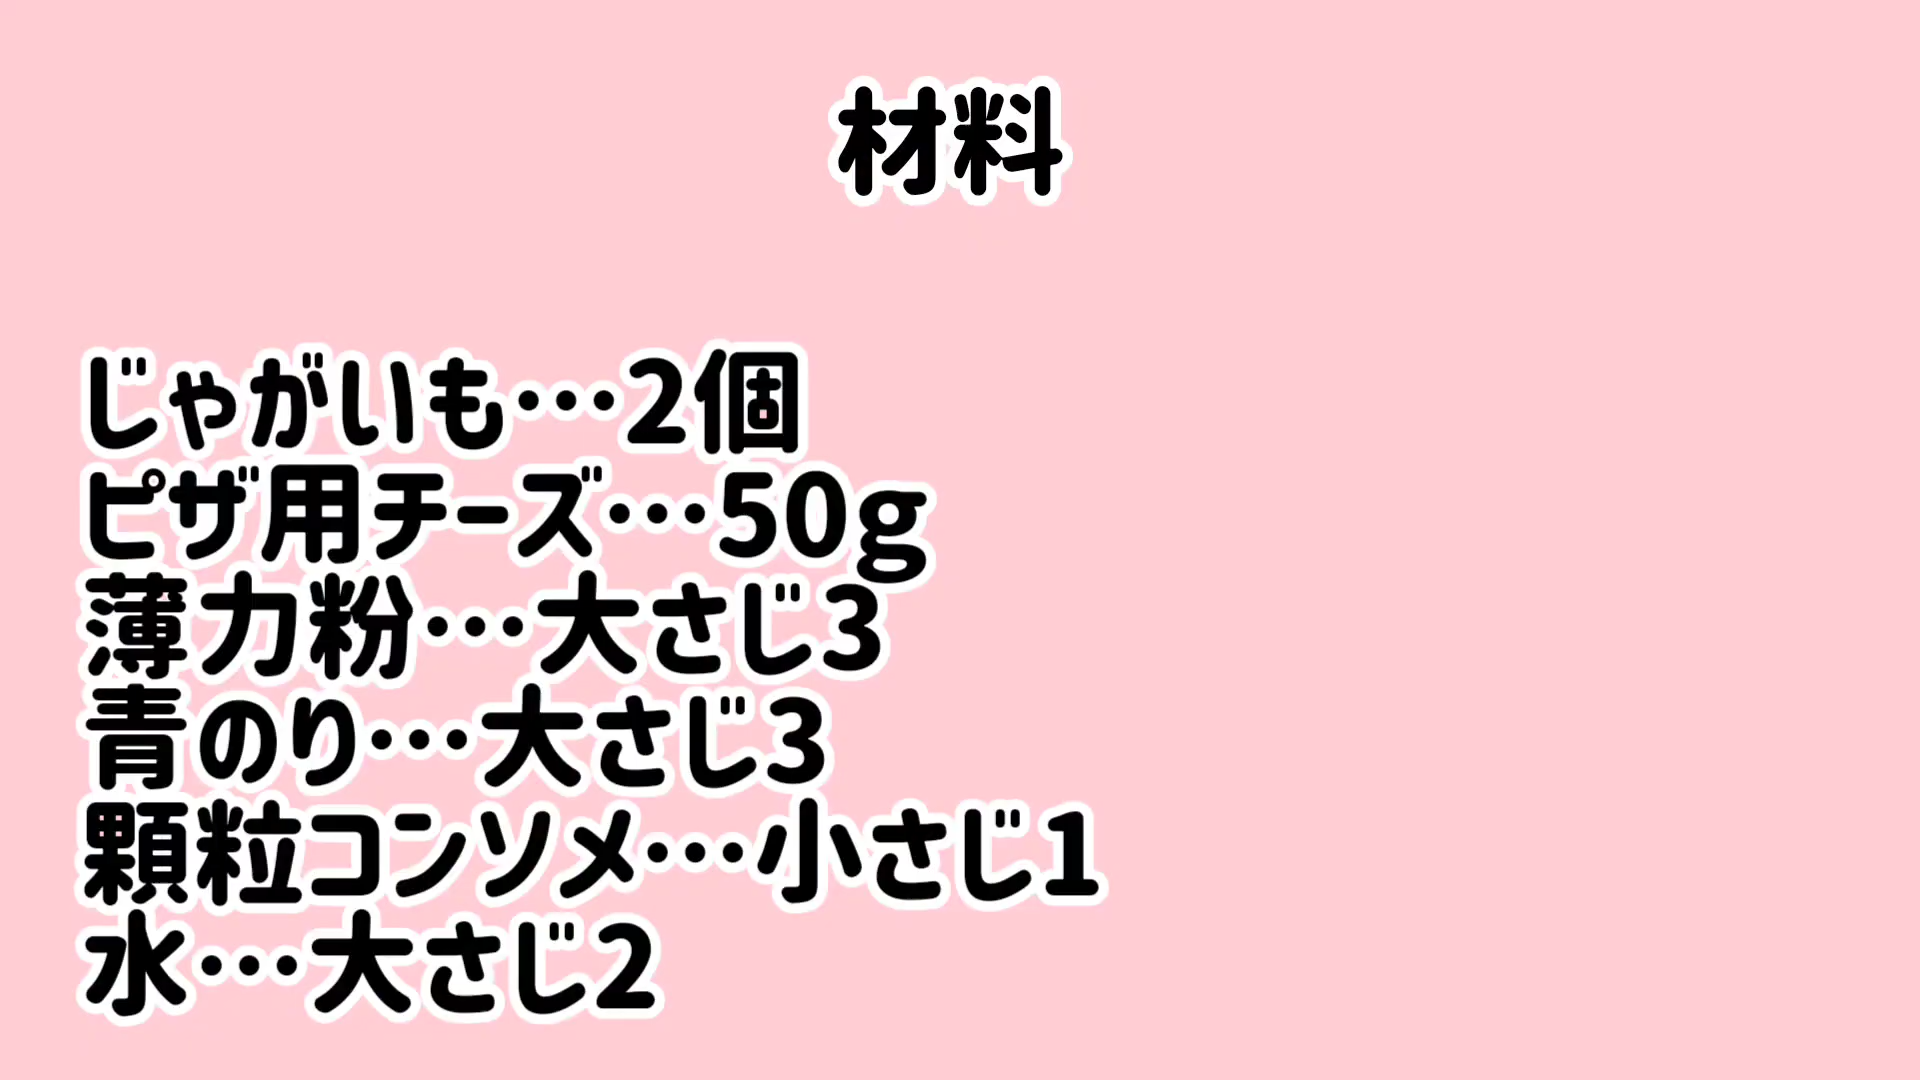 材料
じゃがいも…2個
ピザ用チーズ…50g
薄力粉…大さじ3
青のり…大さじ3
顆粒コンソメ…小さじ1
水…大さじ2